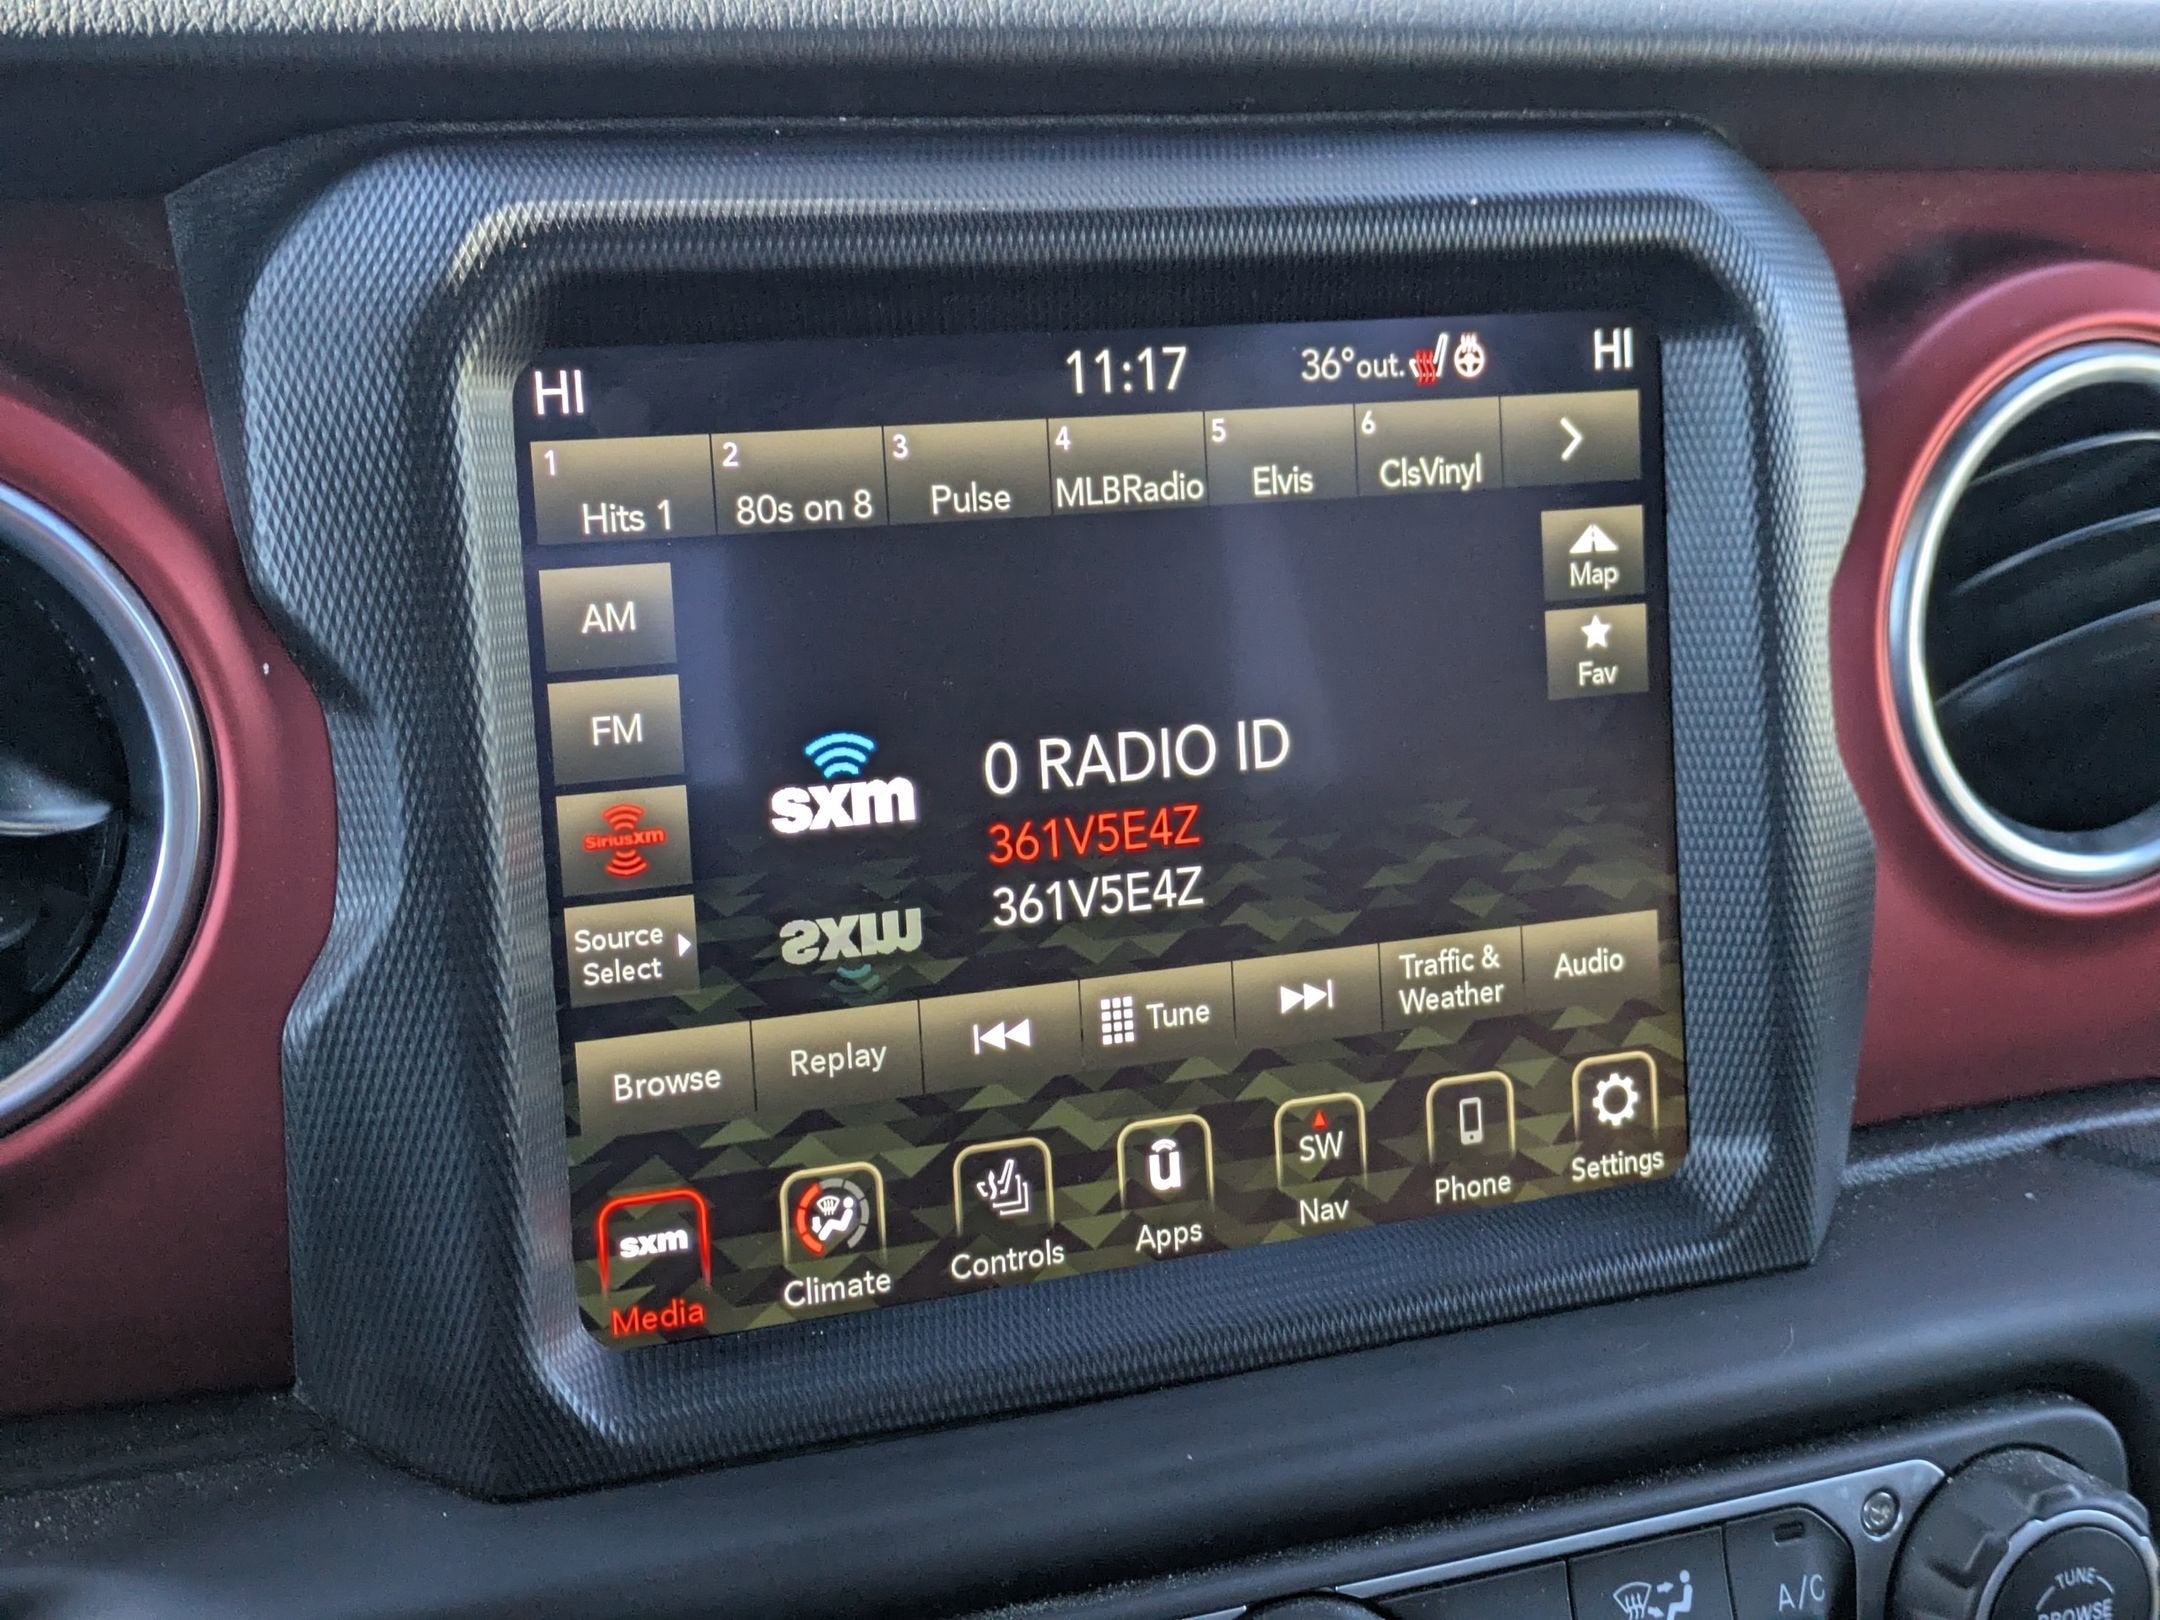 HI 11:17 36°out. HI
1 2 3 4 5 6
Hits 1 80s on 8 Pulse MLBRadio Elvis ClsVinyl
Map
AM
Fav
FM
sxm 0 RADIO ID
SiriusXM 361V5E4Z
361V5E4Z
Source
Select
sxm
Browse Replay Tune Traffic &
Weather Audio
sxm SW
Media Climate Controls Apps Nav Phone Settings
A/C
TUNE
BROWSE